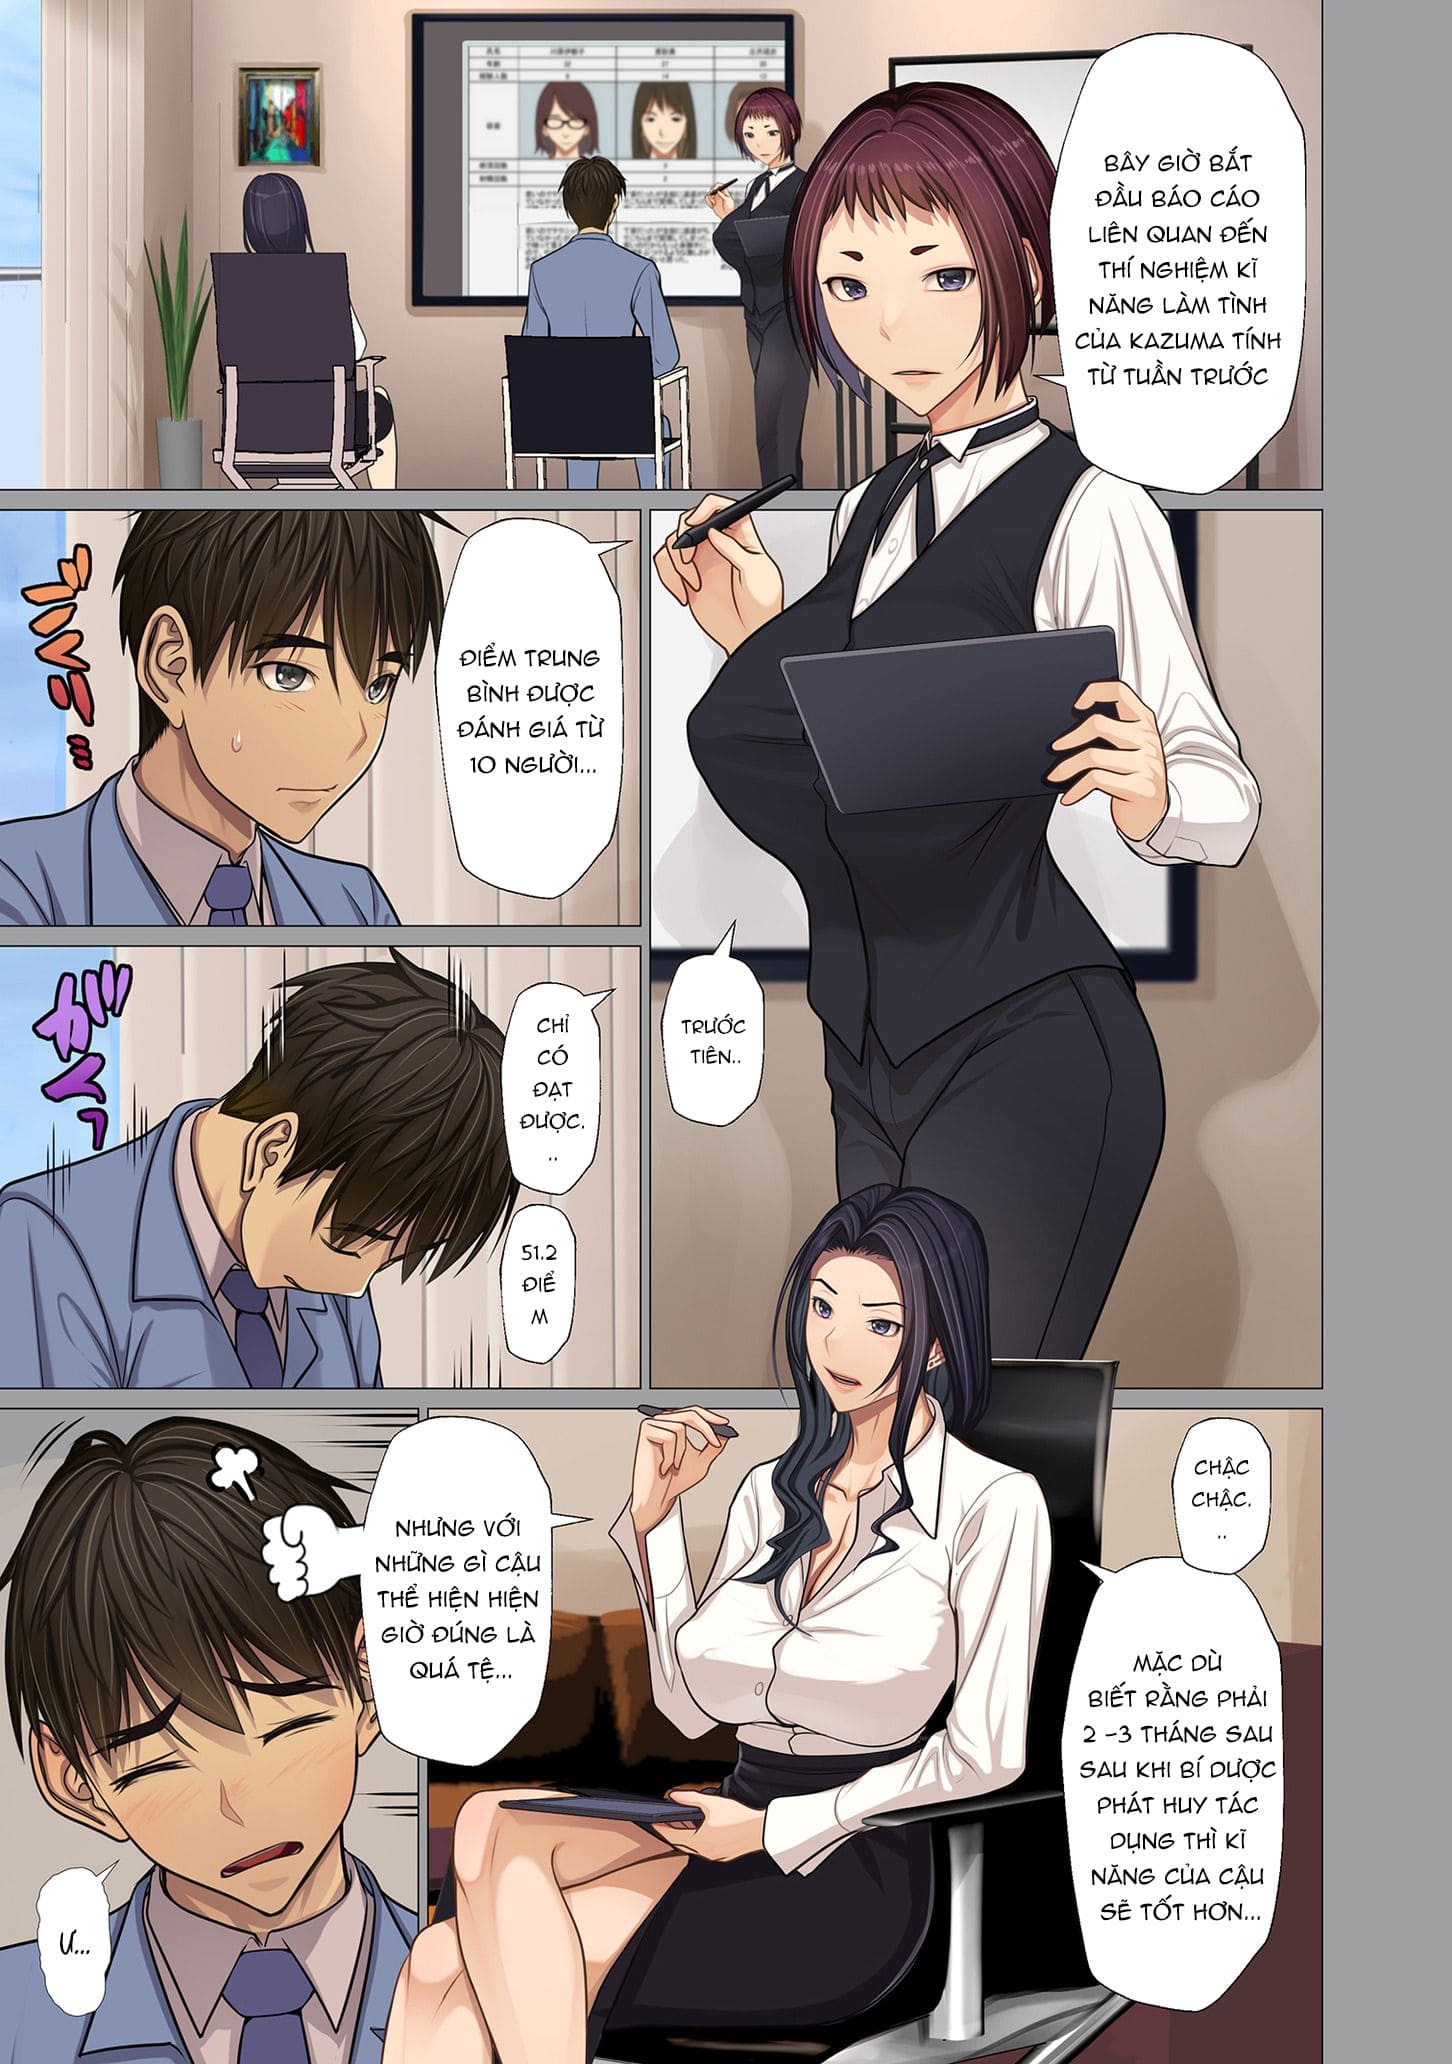 BÂY GIỜ BẮT
ĐẦU BÁO CÁO
LIÊN QUAN ĐẾN
THÍ NGHIỆM KĨ
NĂNG LÀM TÌNH
CỦA KAZUMA TÍNH
TỪ TUẦN TRƯỚC
TRƯỚC
TIÊN..
ĐIỂM TRUNG
BÌNH ĐƯỢC
ĐÁNH GIÁ TỪ
10 NGƯỜI...
CHỈ
CÓ
ĐẠT
ĐƯỢC.
..
51.2
ĐIỂ
M
CHẬC
CHẬC.
..
MẶC DÙ
BIẾT RẰNG PHẢI
2 -3 THÁNG SAU
SAU KHI BÍ DƯỢC
PHÁT HUY TÁC
DỤNG THÌ KĨ
NĂNG CỦA CẬU
SẼ TỐT HƠN...
NHƯNG VỚI
NHỮNG GÌ CẬU
THỂ HIỆN HIỆN
GIỜ ĐÚNG LÀ
QUÁ TỆ...
Ư...